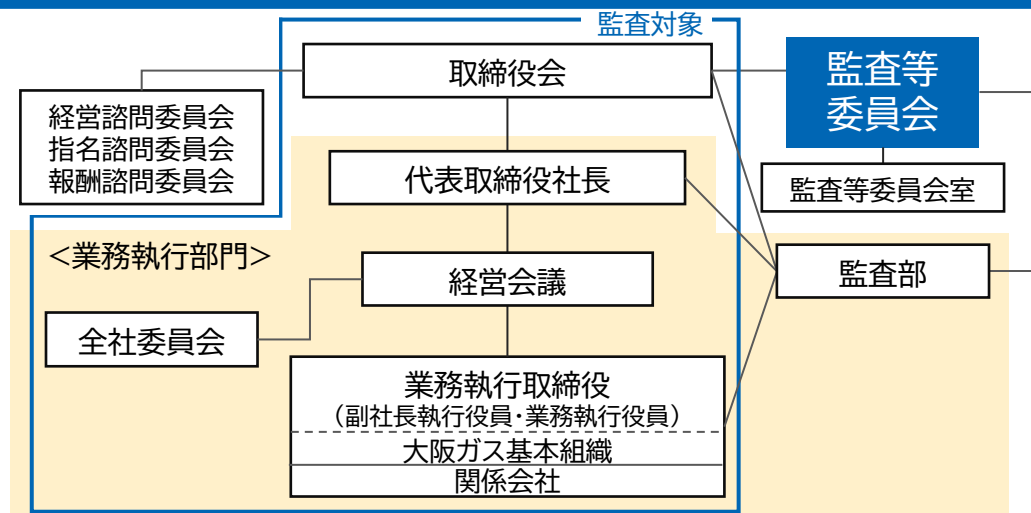 監査対象
取締役会
監査等
委員会
経営諮問委員会
指名諮問委員会
報酬諮問委員会
代表取締役社長
監査等委員会室
<業務執行部門>
経営会議
監査部
全社委員会
業務執行取締役
(副社長執行役員・業務執行役員)
大阪ガス基本組織
関係会社